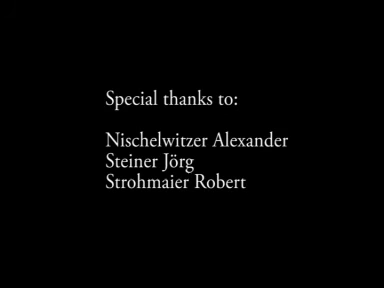 Special thanks to:
Nischelwitzer Alexander
Steiner Jörg
Strohmaier Robert